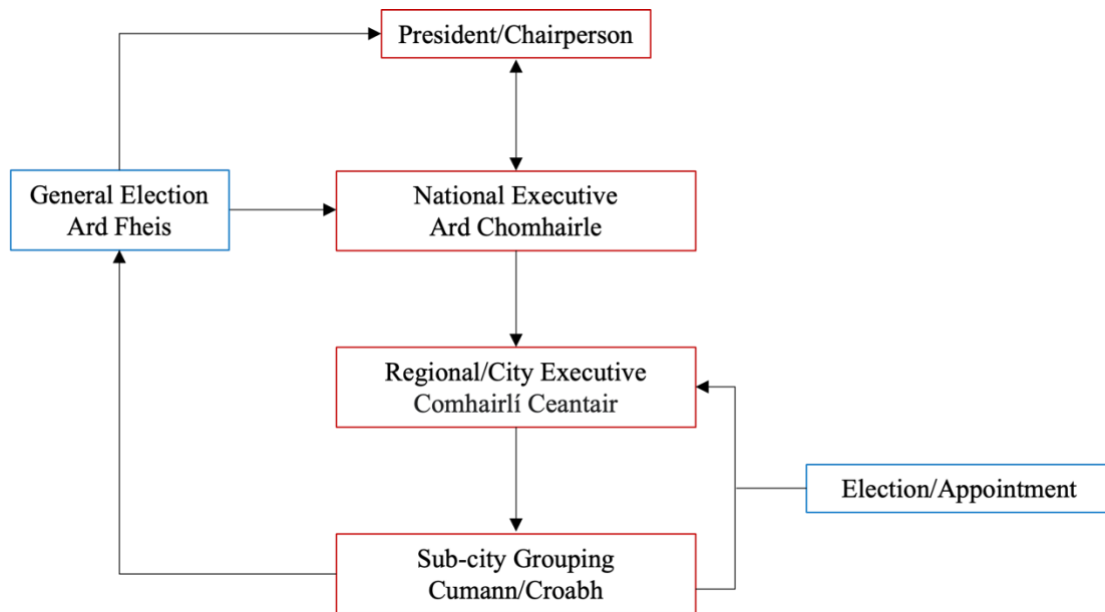 President/Chairperson
General Election
Ard Fheis
National Executive
Ard Chomhairle
Regional/City Executive
Comhairlí Ceantair
Election/Appointment
Sub-city Grouping
Cumann/Croabh